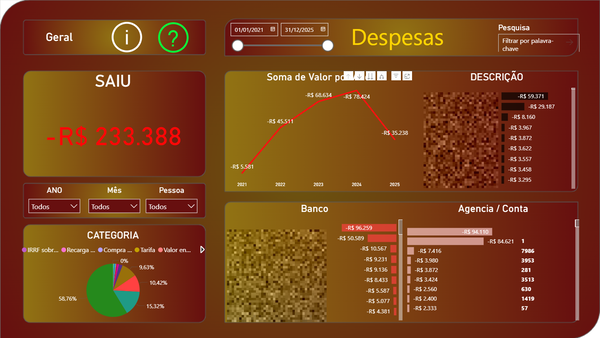 Geral
i
?
01/01/2021
31/12/2025
Despesas
Pesquisa
Filtrar por palavra-
chave
SAIU
-R$ 233.388
ANO
Mês
Pessoa
Todos
Todos
Todos
CATEGORIA
IRRF sobr...
Recarga ...
Compra ...
Tarifa
Valor en...
0%
9,63%
10,42%
15,32%
58,76%
Soma de Valor po
-R$ 5.581
-R$ 45.511
-R$ 68.634
-R$ 78.424
-R$ 35.238
2021
2022
2023
2024
2025
DESCRIÇÃO
-R$ 59.371
-R$ 29.187
-R$ 8.160
-R$ 3.967
-R$ 3.872
-R$ 3.622
-R$ 3.557
-R$ 3.458
-R$ 3.295
Banco
-R$ 96.259
-R$ 50.589
-R$ 10.567
-R$ 9.231
-R$ 9.136
-R$ 8.433
-R$ 5.587
-R$ 5.077
-R$ 4.381
Agencia / Conta
-R$ 94.110
-R$ 84.621 1
-R$ 7.416 7986
-R$ 3.980 3953
-R$ 3.872 281
-R$ 3.424 3513
-R$ 2.560 630
-R$ 2.400 1419
-R$ 2.333 57